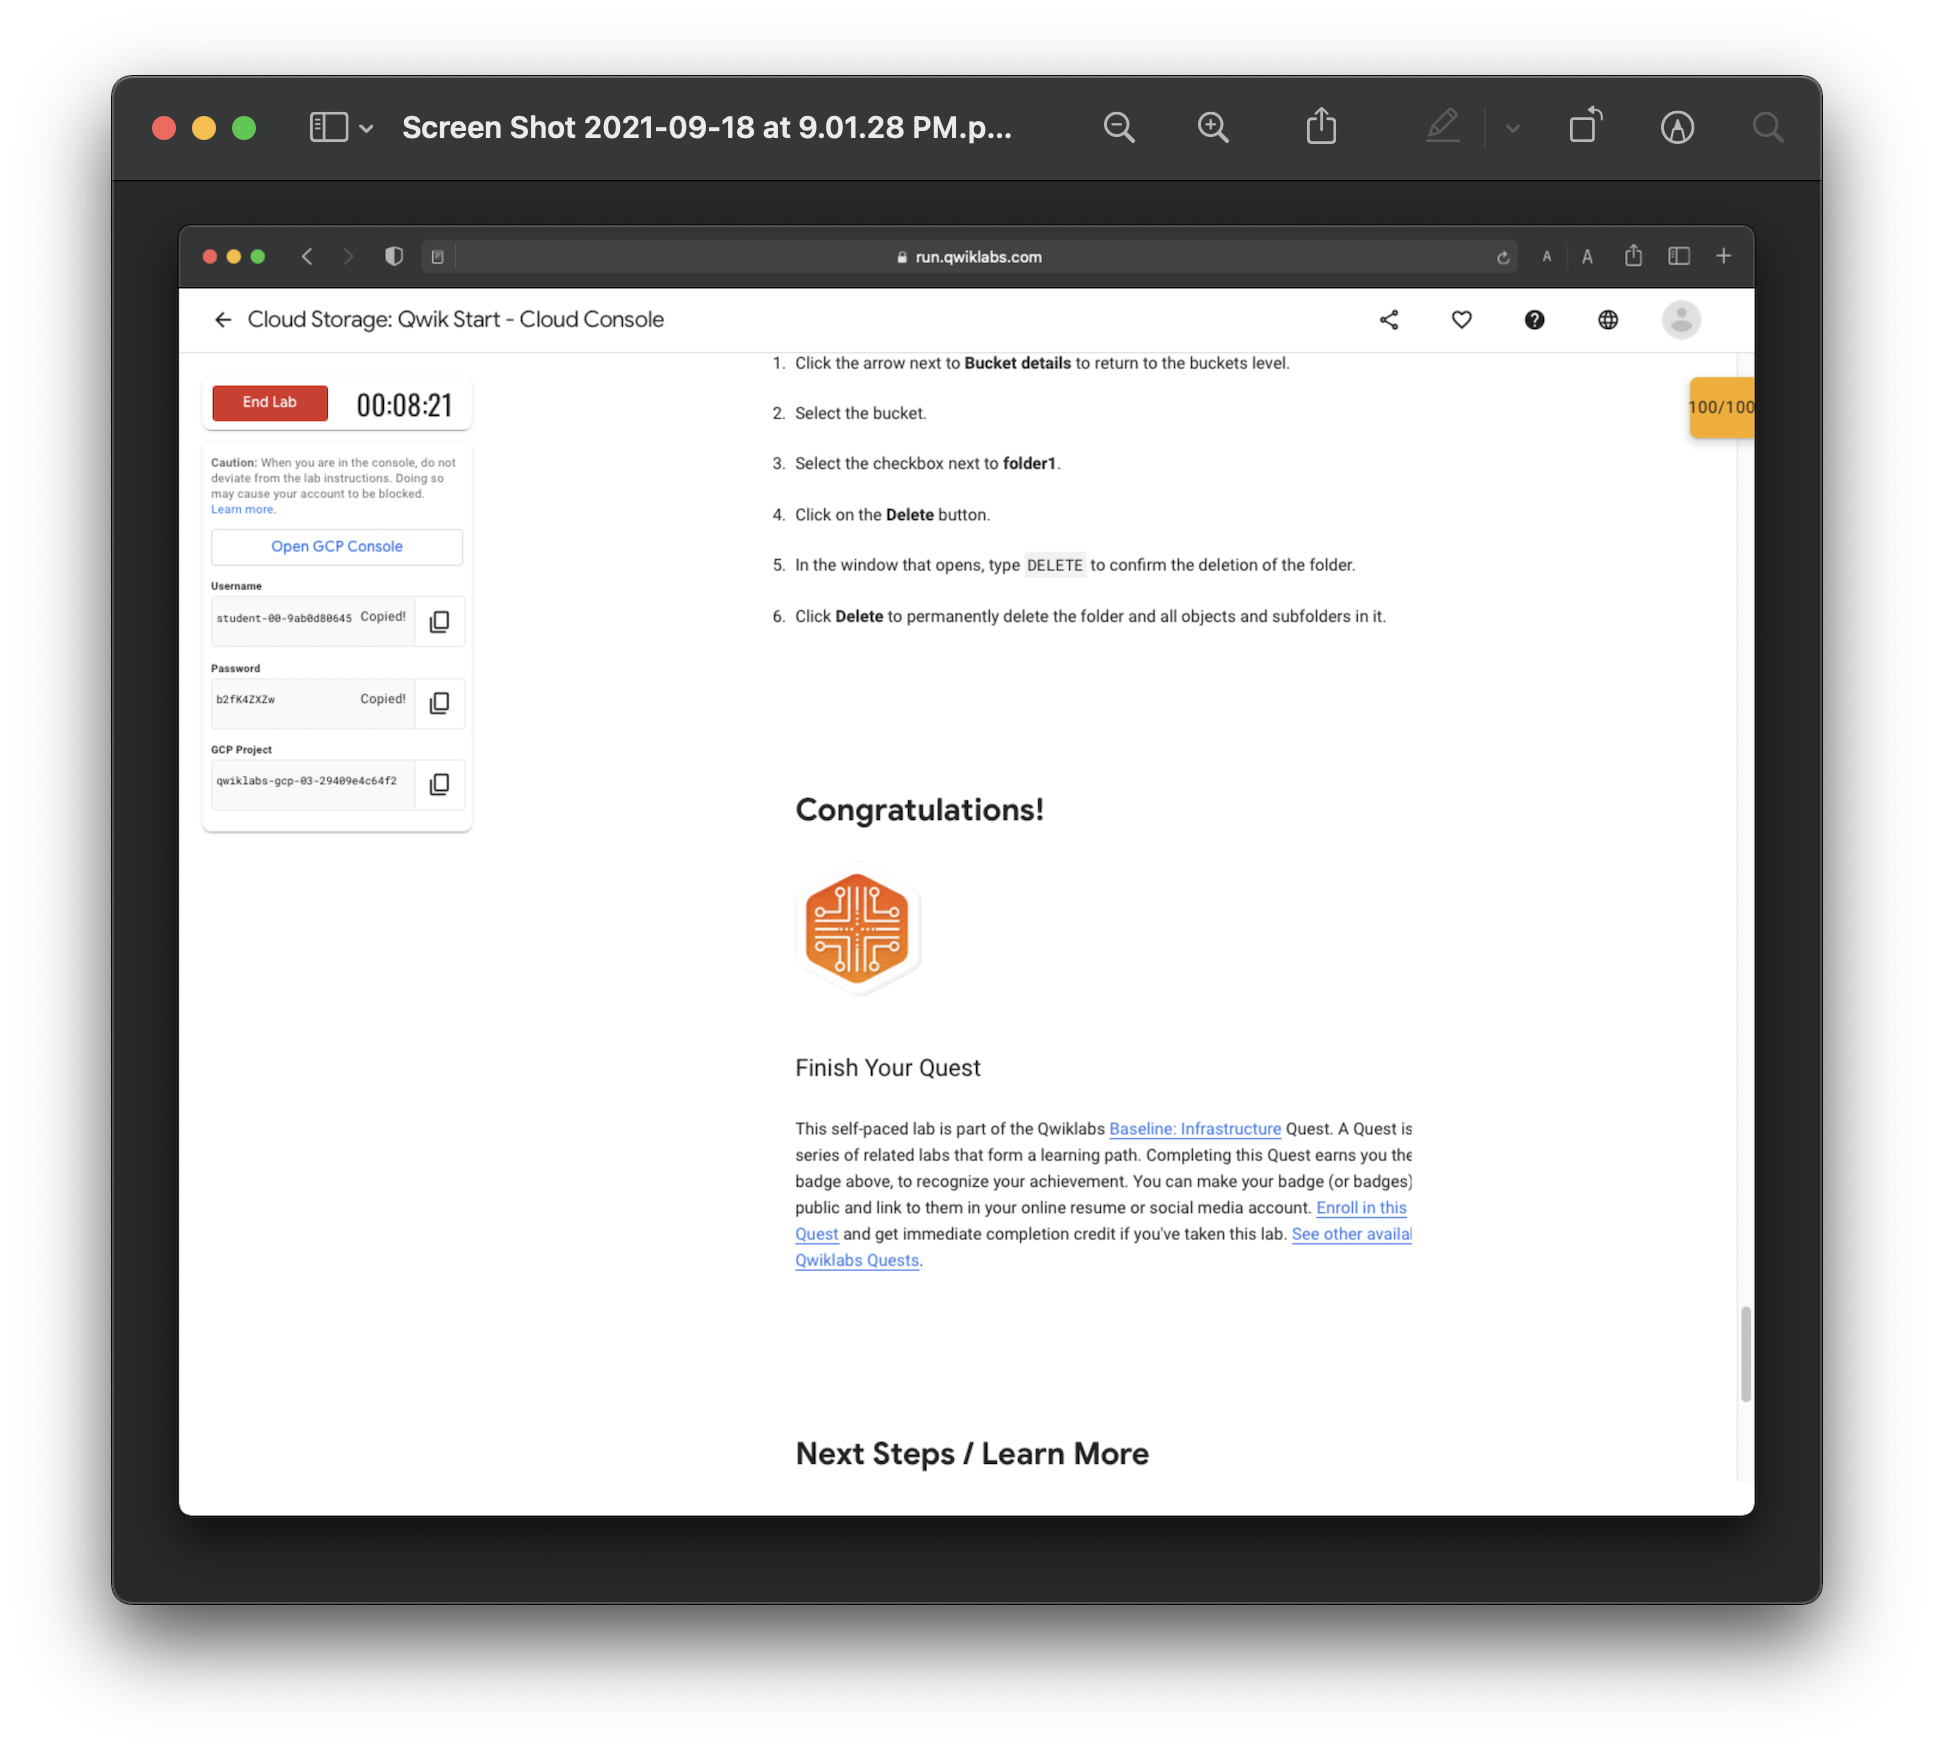 Screen Shot 2021-09-18 at 9.01.28 PM.p...
run.qwiklabs.com
A A
Cloud Storage: Qwik Start - Cloud Console
End Lab 00:08:21
Caution: When you are in the console, do not
deviate from the lab instructions. Doing so
may cause your account to be blocked.
Learn more.
Open GCP Console
Username
student-00-9ab0d80645 Copied!
Password
b2fK4ZXZw Copied!
GCP Project
qwiklabs-gcp-03-29409e4c64f2
1. Click the arrow next to Bucket details to return to the buckets level.
2. Select the bucket.
3. Select the checkbox next to folder1.
4. Click on the Delete button.
5. In the window that opens, type DELETE to confirm the deletion of the folder.
6. Click Delete to permanently delete the folder and all objects and subfolders in it.
100/100
Congratulations!
Finish Your Quest
This self-paced lab is part of the Qwiklabs Baseline: Infrastructure Quest. A Quest is
series of related labs that form a learning path. Completing this Quest earns you the
badge above, to recognize your achievement. You can make your badge (or badges)
public and link to them in your online resume or social media account. Enroll in this
Quest and get immediate completion credit if you've taken this lab. See other availal
Qwiklabs Quests.
Next Steps / Learn More